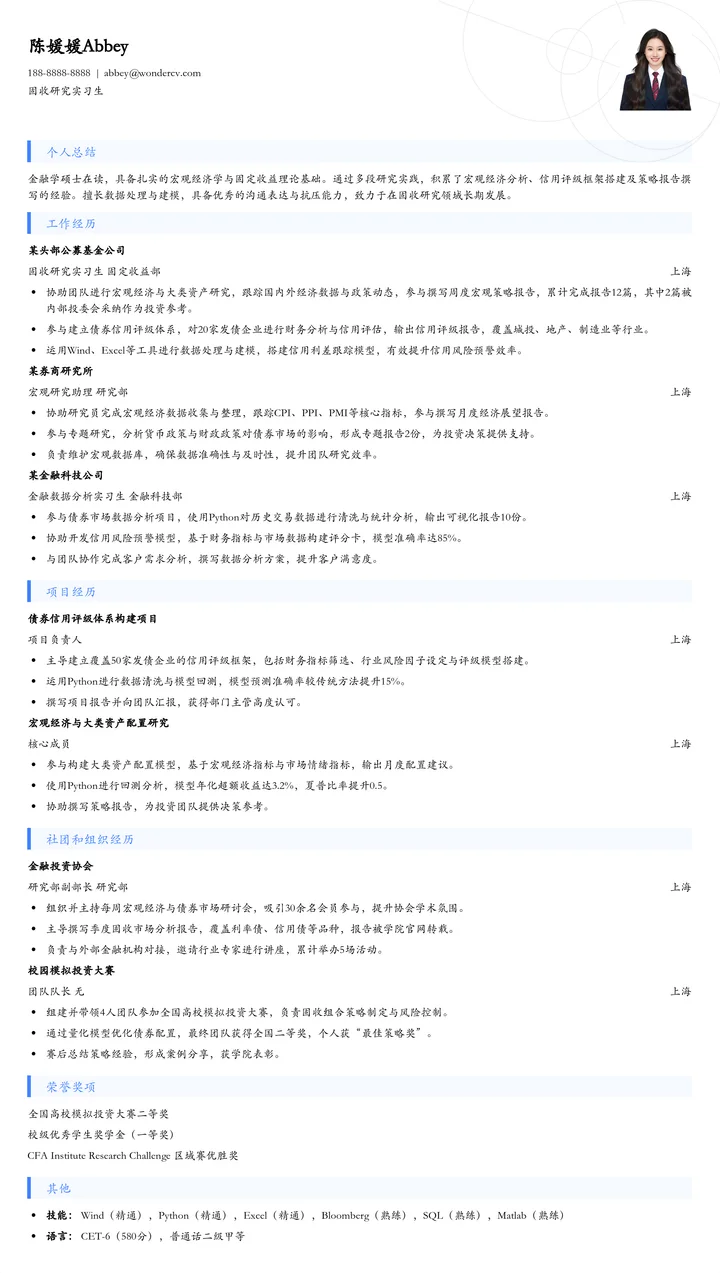 陈媛媛Abbey
188-8888-8888 | abbey@wondercv.com
固收研究实习生
个人总结
金融学硕士在读，具备扎实的宏观经济学与固定收益理论基础。通过多段研究实践，积累了宏观经济分析、信用评级框架搭建及策略报告撰
写的经验。擅长数据处理与建模，具备优秀的沟通表达与抗压能力，致力于在固收研究领域长期发展。
工作经历
某头部公募基金公司
固收研究实习生 固定收益部 上海
• 协助团队进行宏观经济与大类资产研究，跟踪国内外经济数据与政策动态，参与撰写周度宏观策略报告，累计完成报告12篇，其中2篇被
内部投委会采纳作为投资参考。
• 参与建立债券信用评级体系，对20家发债企业进行财务分析与信用评估，输出信用评级报告，覆盖城投、地产、制造业等行业。
• 运用Wind、Excel等工具进行数据处理与建模，搭建信用利差跟踪模型，有效提升信用风险预警效率。
某券商研究所
宏观研究助理 研究部 上海
• 协助研究员完成宏观经济数据收集与整理，跟踪CPI、PPI、PMI等核心指标，参与撰写月度经济展望报告。
• 参与专题研究，分析货币政策与财政政策对债券市场的影响，形成专题报告2份，为投资决策提供支持。
• 负责维护宏观数据库，确保数据准确性与及时性，提升团队研究效率。
某金融科技公司
金融数据分析实习生 金融科技部 上海
• 参与债券市场数据分析项目，使用Python对历史交易数据进行清洗与统计分析，输出可视化报告10份。
• 协助开发信用风险预警模型，基于财务指标与市场数据构建评分卡，模型准确率达85%。
• 与团队协作完成客户需求分析，撰写数据分析方案，提升客户满意度。
项目经历
债券信用评级体系构建项目
项目负责人 上海
• 主导建立覆盖50家发债企业的信用评级框架，包括财务指标筛选、行业风险因子设定与评级模型搭建。
• 运用Python进行数据清洗与模型回测，模型预测准确率较传统方法提升15%。
• 撰写项目报告并向团队汇报，获得部门主管高度认可。
宏观经济与大类资产配置研究
核心成员 上海
• 参与构建大类资产配置模型，基于宏观经济指标与市场情绪指标，输出月度配置建议。
• 使用Python进行回测分析，模型年化超额收益达3.2%，夏普比率提升0.5。
• 协助撰写策略报告，为投资团队提供决策参考。
社团和组织经历
金融投资协会
研究部副部长 研究部 上海
• 组织并主持每周宏观经济与债券市场研讨会，吸引30余名会员参与，提升协会学术氛围。
• 主导撰写季度固收市场分析报告，覆盖利率债、信用债等品种，报告被学院官网转载。
• 负责与外部金融机构对接，邀请行业专家进行讲座，累计举办5场活动。
校园模拟投资大赛
团队队长 无 上海
• 组建并带领4人团队参加全国高校模拟投资大赛，负责固收组合策略制定与风险控制。
• 通过量化模型优化债券配置，最终团队获得全国二等奖，个人获“最佳策略奖”。
• 赛后总结策略经验，形成案例分享，获学院表彰。
荣誉奖项
全国高校模拟投资大赛二等奖
校级优秀学生奖学金（一等奖）
CFA Institute Research Challenge 区域赛优胜奖
其他
• 技能： Wind（精通）, Python（精通）, Excel（精通）, Bloomberg（熟练）, SQL（熟练）, Matlab（熟练）
• 语言： CET-6（580分）, 普通话二级甲等